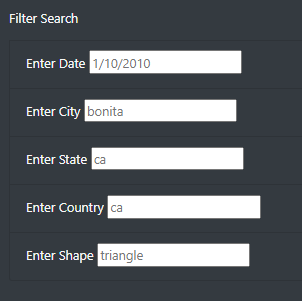 Filter Search
Enter Date 1/10/2010
Enter City bonita
Enter State ca
Enter Country ca
Enter Shape triangle